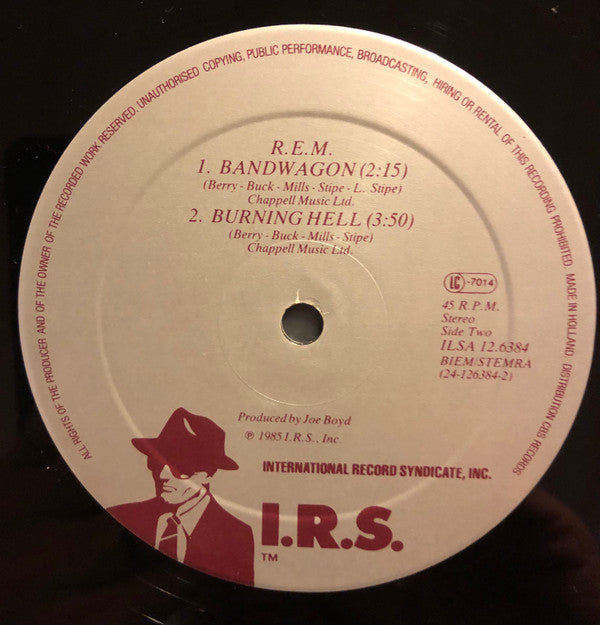 ALL RIGHTS OF THE PRODUCER AND OF THE OWNER OF THE RECORDED WORK RESERVED. UNAUTHORISED COPYING, PUBLIC PERFORMANCE, BROADCASTING, HIRING OR RENTAL OF THIS RECORDING PROHIBITED MADE IN HOLLAND DISTRIBUTION CBS RECORDS
R.E.M.
1. BANDWAGON (2:15)
(Berry - Buck - Mills - Stipe - L. Stipe)
Chappell Music Ltd.
2. BURNING HELL (3:50)
(Berry - Buck - Mills - Stipe)
Chappell Music Ltd.
LC -7014
45 R.P.M.
Stereo
Side Two
ILSA 12.6384
BIEM/STEMRA
(24-126384-2)
Produced by Joe Boyd
℗ 1985 I.R.S., Inc.
INTERNATIONAL RECORD SYNDICATE, INC.
I.R.S.
TM